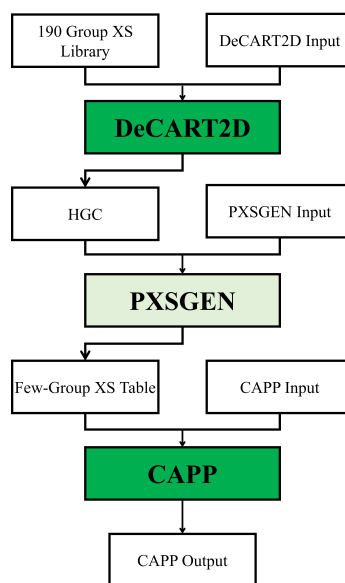 190 Group XS
Library
DeCART2D Input
DeCART2D
HGC
PXSGEN Input
PXSGEN
Few-Group XS Table
CAPP Input
CAPP
CAPP Output